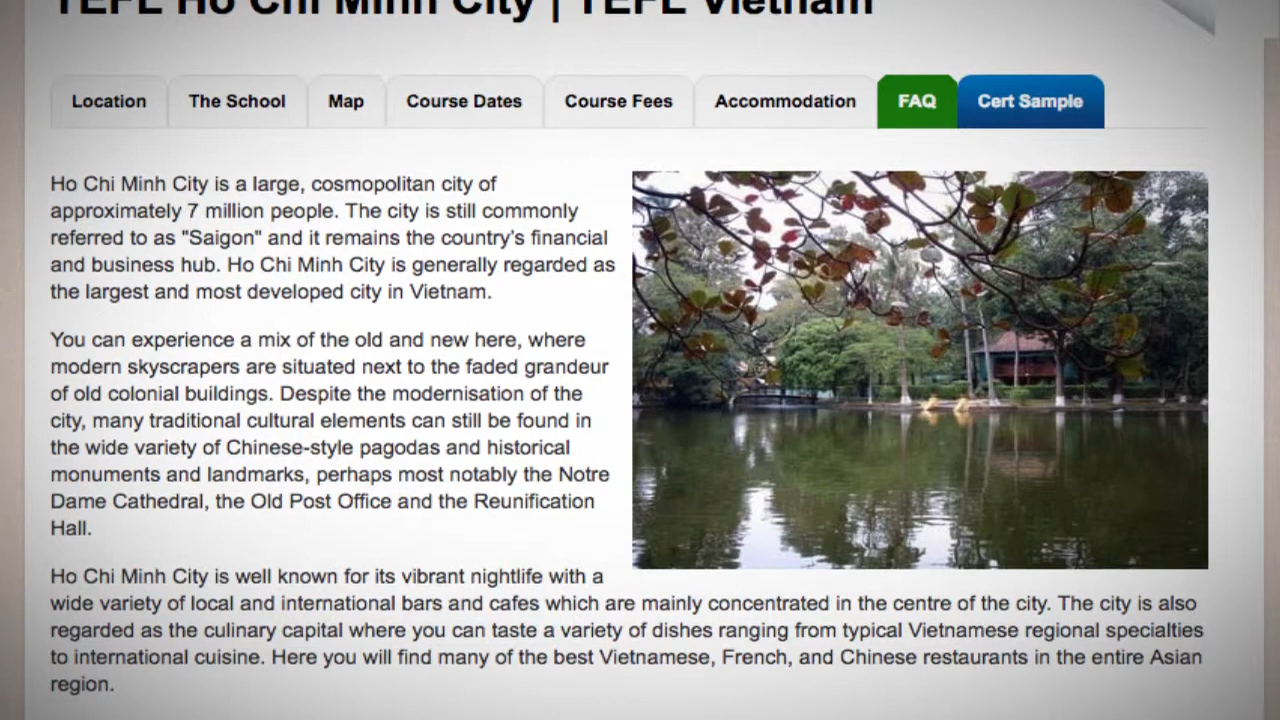 TEFL Ho Chi Minh City | TEFL Vietnam
Location The School Map Course Dates Course Fees Accommodation FAQ Cert Sample
Ho Chi Minh City is a large, cosmopolitan city of
approximately 7 million people. The city is still commonly
referred to as "Saigon" and it remains the country's financial
and business hub. Ho Chi Minh City is generally regarded as
the largest and most developed city in Vietnam.
You can experience a mix of the old and new here, where
modern skyscrapers are situated next to the faded grandeur
of old colonial buildings. Despite the modernisation of the
city, many traditional cultural elements can still be found in
the wide variety of Chinese-style pagodas and historical
monuments and landmarks, perhaps most notably the Notre
Dame Cathedral, the Old Post Office and the Reunification
Hall.
Ho Chi Minh City is well known for its vibrant nightlife with a
wide variety of local and international bars and cafes which are mainly concentrated in the centre of the city. The city is also
regarded as the culinary capital where you can taste a variety of dishes ranging from typical Vietnamese regional specialties
to international cuisine. Here you will find many of the best Vietnamese, French, and Chinese restaurants in the entire Asian
region.